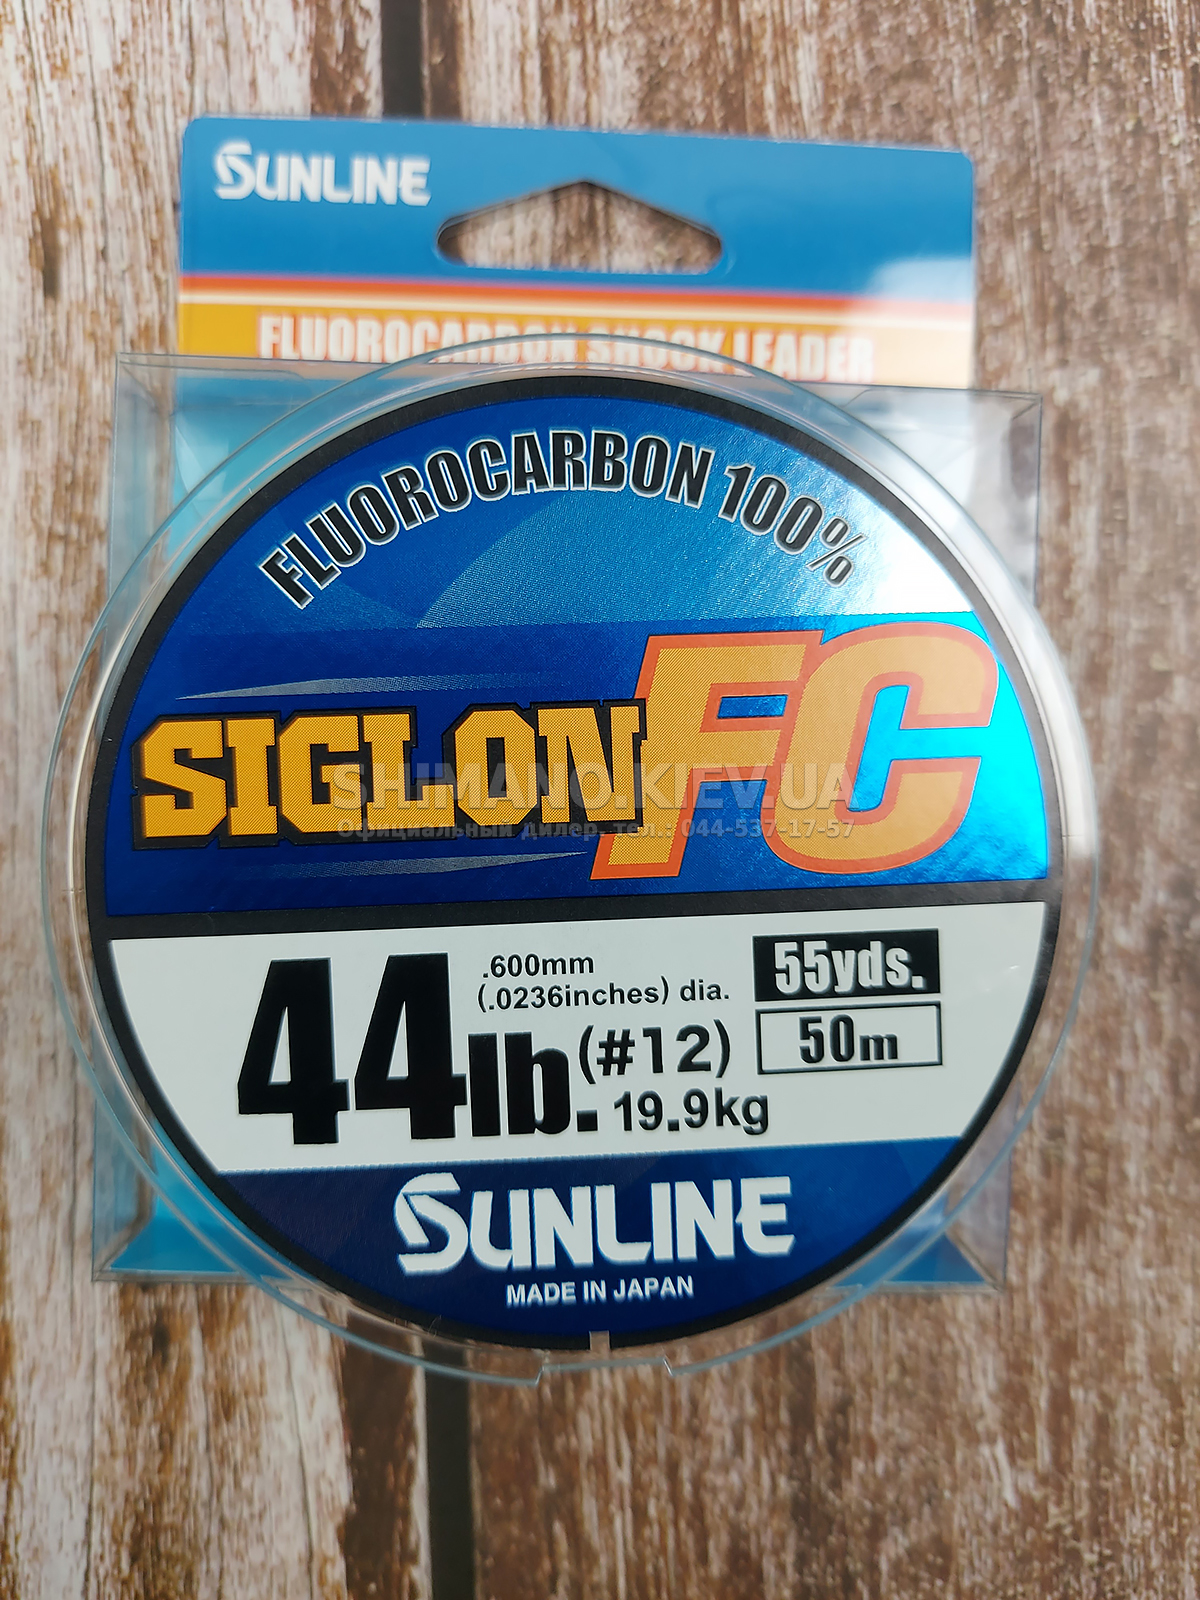 SUNLINE
FLUOROCARBON SHOCK LEADER
FLUOROCARBON 100%
SIGLON FC
SHIMANO.KIEV.UA
Официальный дилер. тел.: 044-537-17-57
44lb.
.600mm
(.0236inches) dia.
(#12)
19.9kg
55yds.
50m
SUNLINE
MADE IN JAPAN